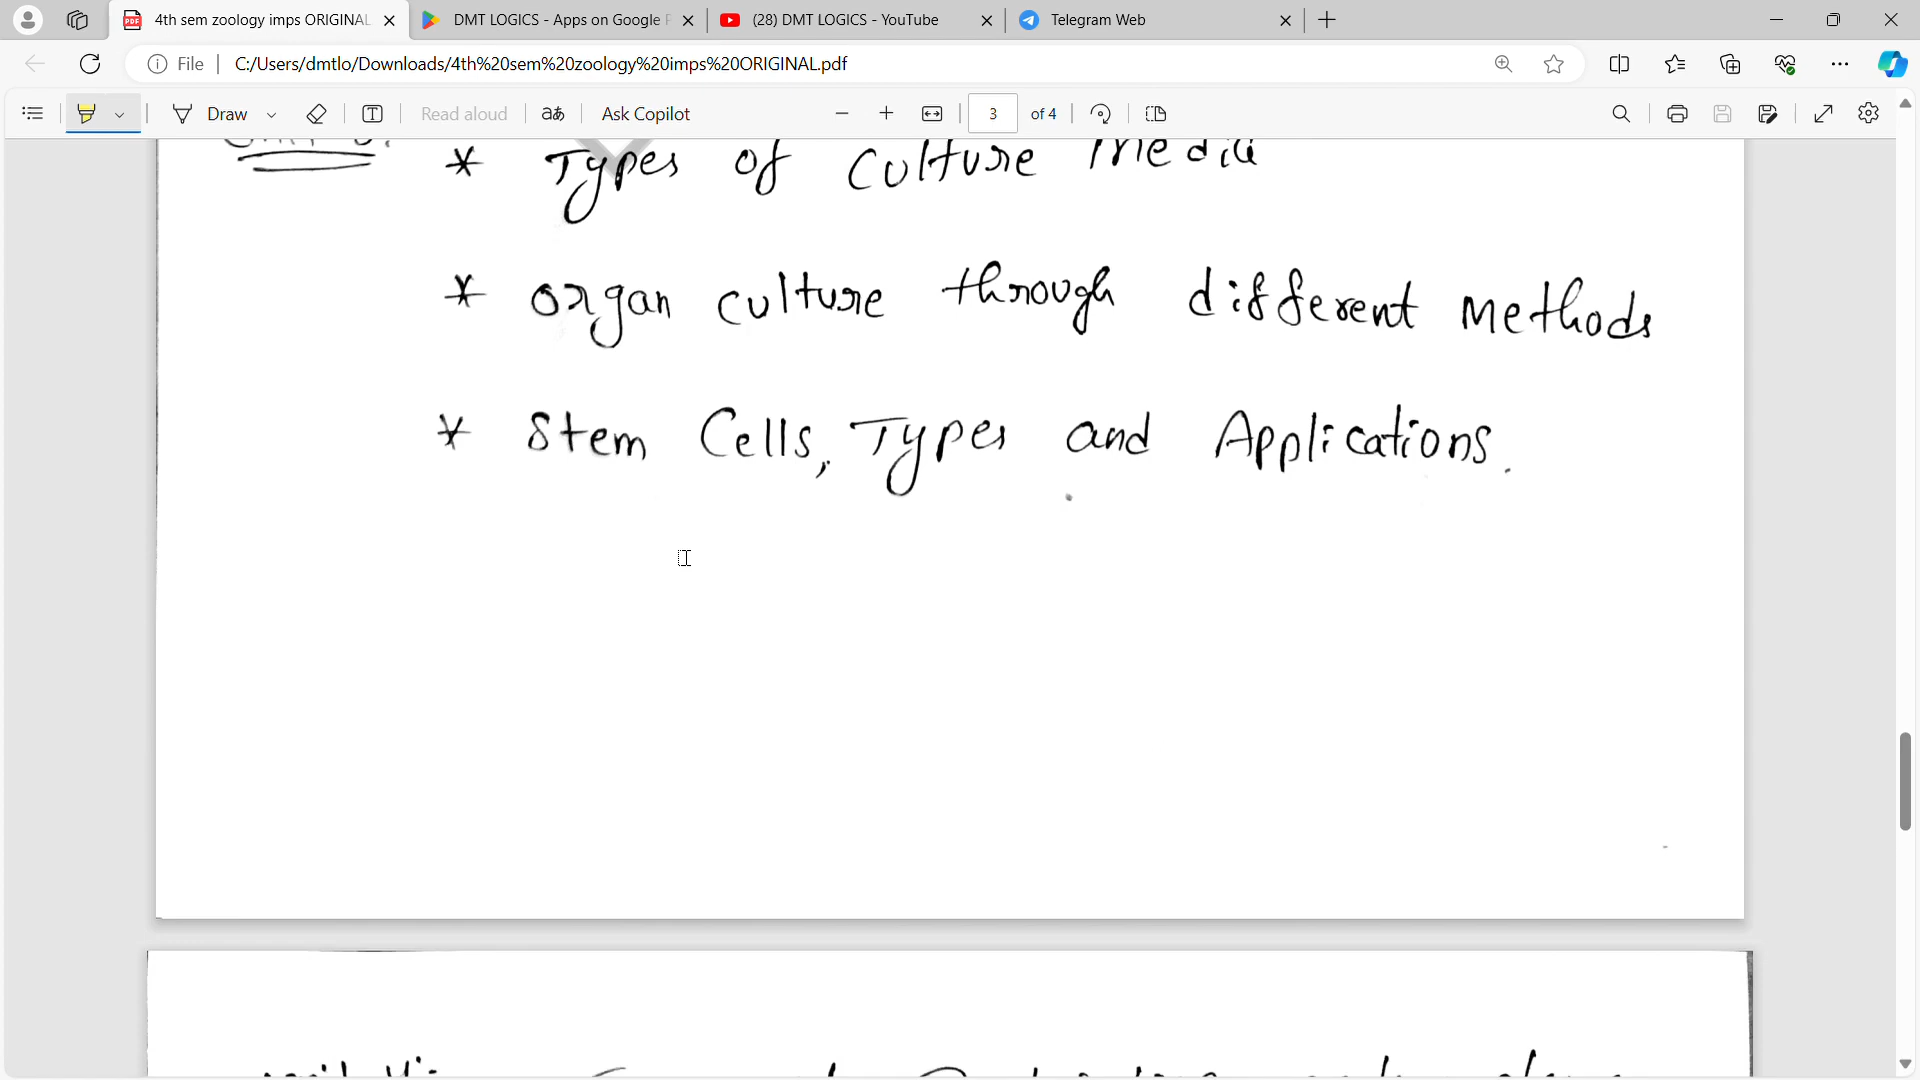 4th sem zoology imps ORIGINAL
DMT LOGICS - Apps on Google P
(28) DMT LOGICS - YouTube
Telegram Web
File
C:/Users/dmtlo/Downloads/4th%20sem%20zoology%20imps%20ORIGINAL.pdf
Draw
Read aloud
aあ
Ask Copilot
3 of 4
* Types of Culture Media
* organ culture through different Methods
* Stem Cells, Types and Applications.